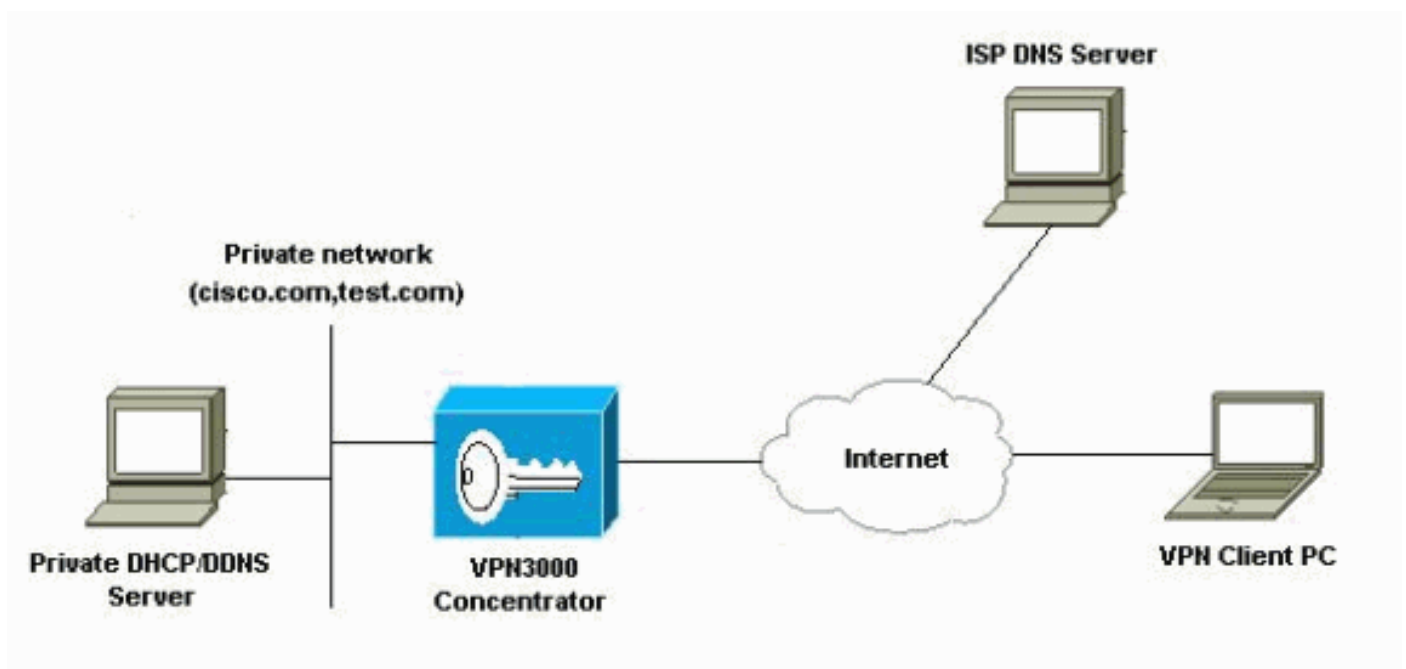 ISP DNS Server
Private network
(cisco.com,test.com)
Internet
Private DHCP/DDNS
Server
VPN3000
Concentrator
VPN Client PC